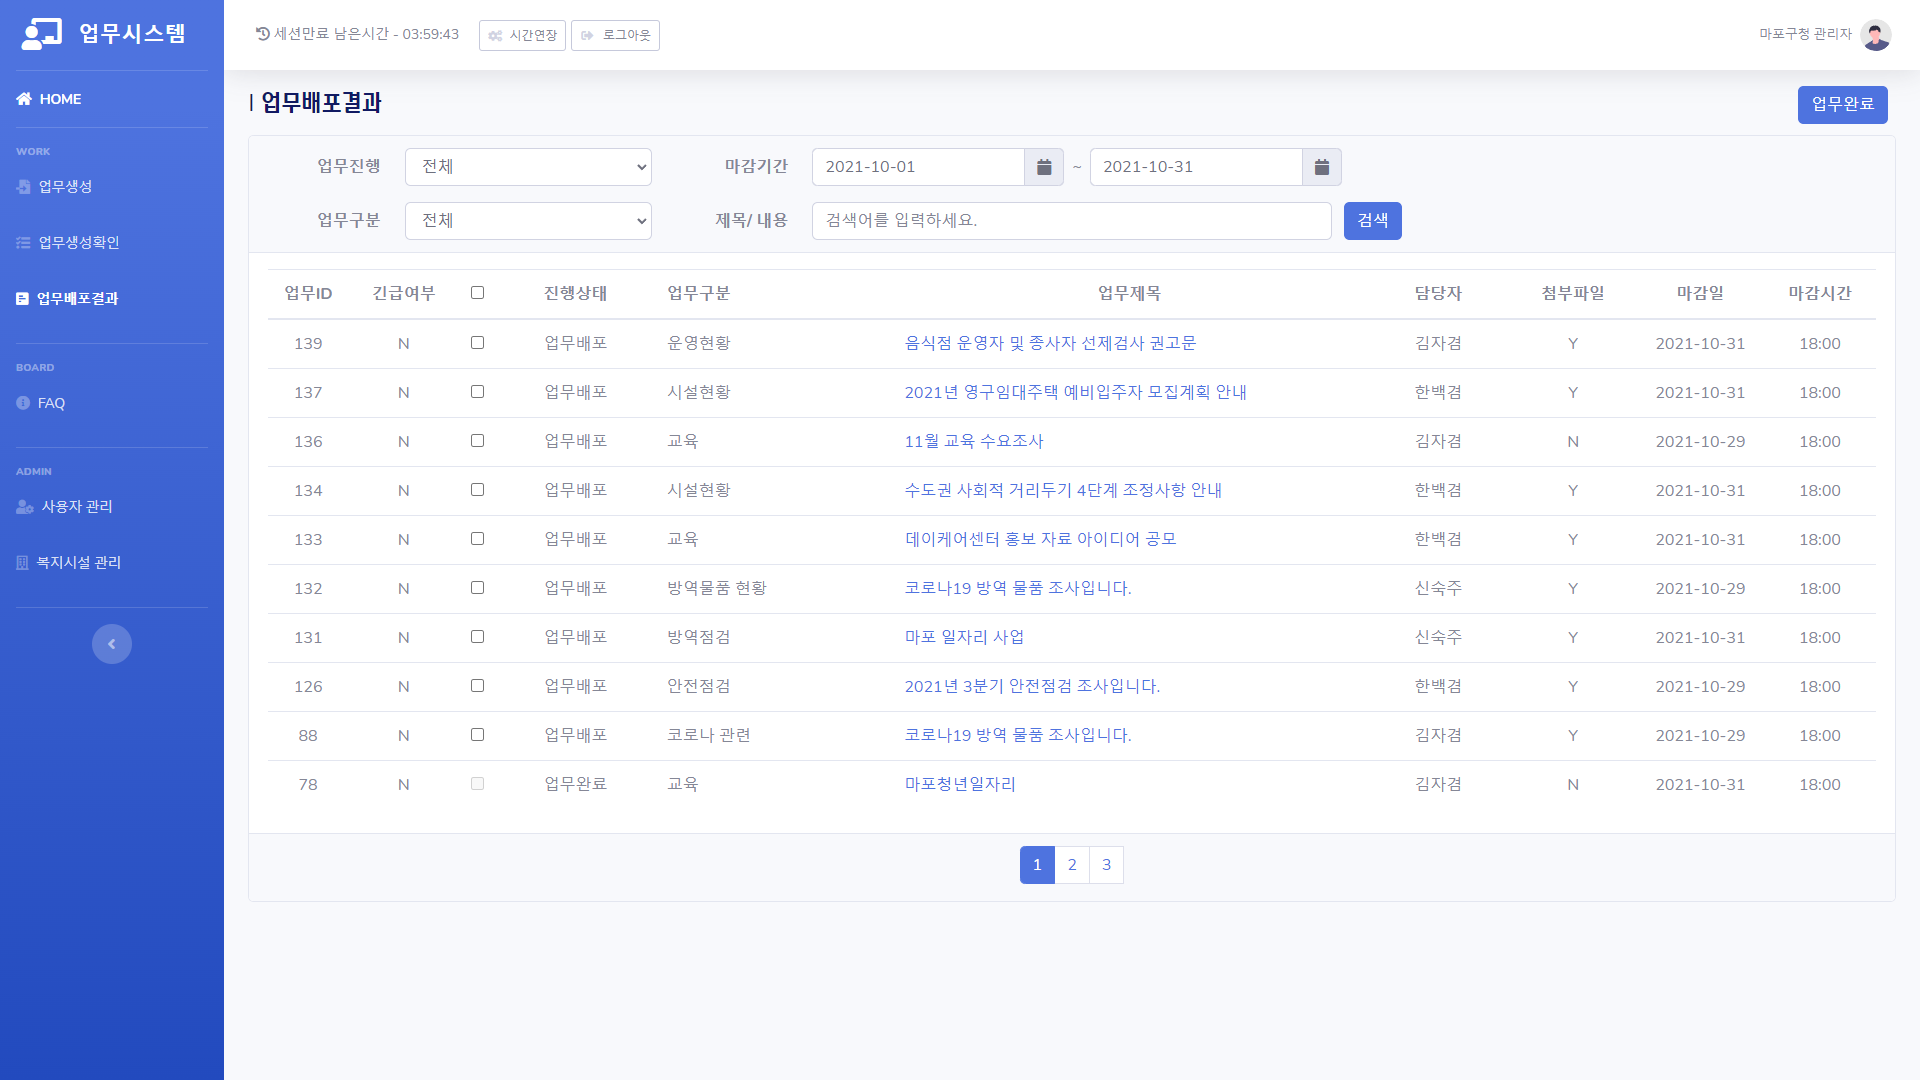 업무시스템
세션만료 남은시간 - 03:59:43 시간연장 로그아웃
마포구청 관리자
HOME
WORK
업무생성
업무생성확인
업무배포결과
BOARD
FAQ
ADMIN
사용자 관리
복지시설 관리
| 업무배포결과
업무완료
업무진행 전체 마감기간 2021-10-01 ~ 2021-10-31
업무구분 전체 제목/ 내용 검색어를 입력하세요. 검색
업무ID 긴급여부 진행상태 업무구분 업무제목 담당자 첨부파일 마감일 마감시간
139 N 업무배포 운영현황 음식점 운영자 및 종사자 선제검사 권고문 김자겸 Y 2021-10-31 18:00
137 N 업무배포 시설현황 2021년 영구임대주택 예비입주자 모집계획 안내 한백겸 Y 2021-10-31 18:00
136 N 업무배포 교육 11월 교육 수요조사 김자겸 N 2021-10-29 18:00
134 N 업무배포 시설현황 수도권 사회적 거리두기 4단계 조정사항 안내 한백겸 Y 2021-10-31 18:00
133 N 업무배포 교육 데이케어센터 홍보 자료 아이디어 공모 한백겸 Y 2021-10-31 18:00
132 N 업무배포 방역물품 현황 코로나19 방역 물품 조사입니다. 신숙주 Y 2021-10-29 18:00
131 N 업무배포 방역점검 마포 일자리 사업 신숙주 Y 2021-10-31 18:00
126 N 업무배포 안전점검 2021년 3분기 안전점검 조사입니다. 한백겸 Y 2021-10-29 18:00
88 N 업무배포 코로나 관련 코로나19 방역 물품 조사입니다. 김자겸 Y 2021-10-29 18:00
78 N 업무완료 교육 마포청년일자리 김자겸 N 2021-10-31 18:00
1 2 3